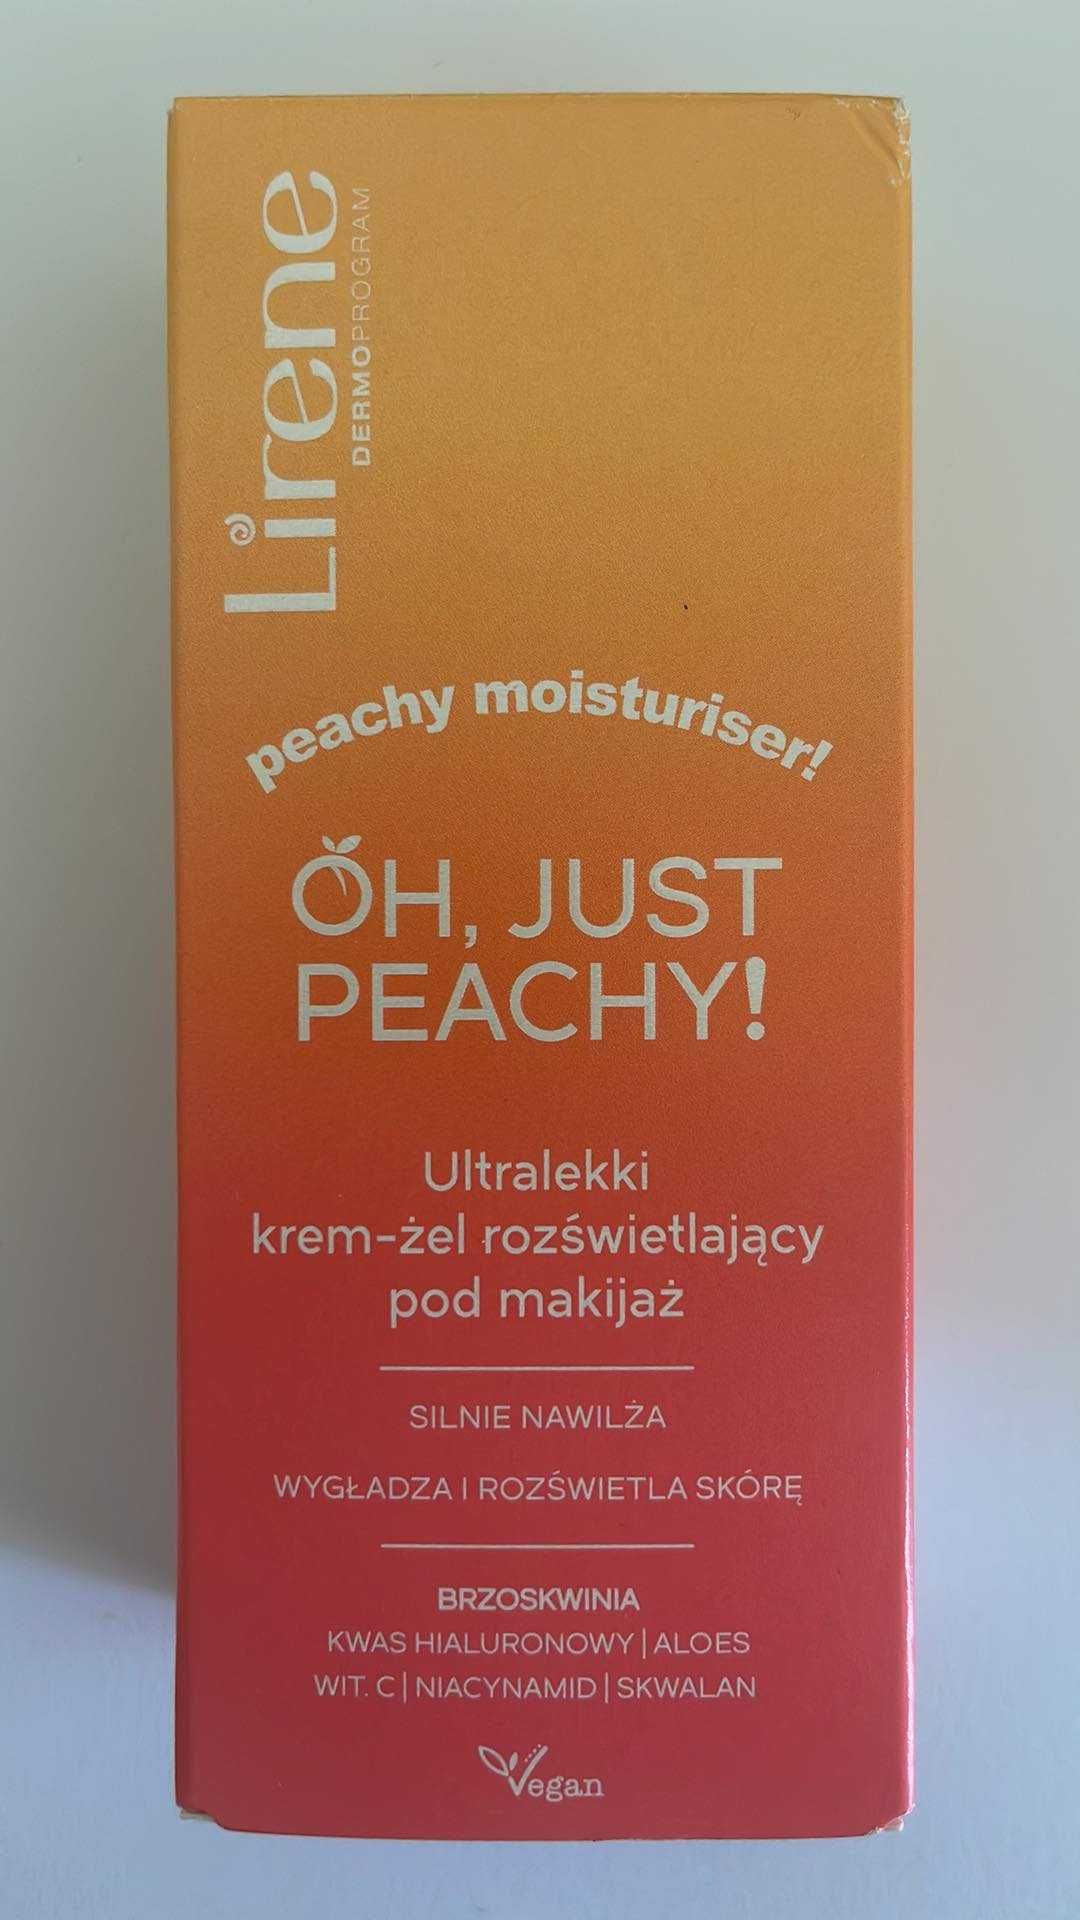 Lirene
DERMOPROGRAM
peachy moisturiser!
OH, JUST
PEACHY!
Ultralekki
krem-żel rozświetlający
pod makijaż
SILNIE NAWILŻA
WYGŁADZA I ROZŚWIETLA SKÓRĘ
BRZOSKWINIA
KWAS HIALURONOWY | ALOES
WIT. C | NIACYNAMID | SKWALAN
Vegan